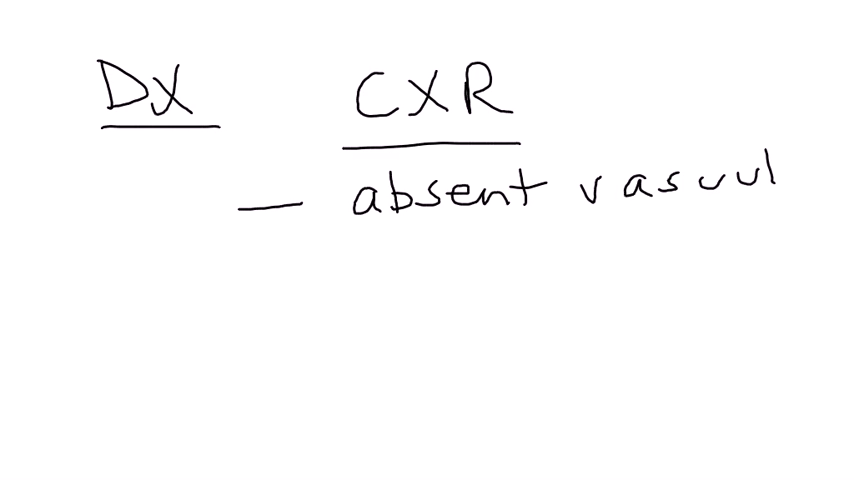 DX CXR
— absent vascul